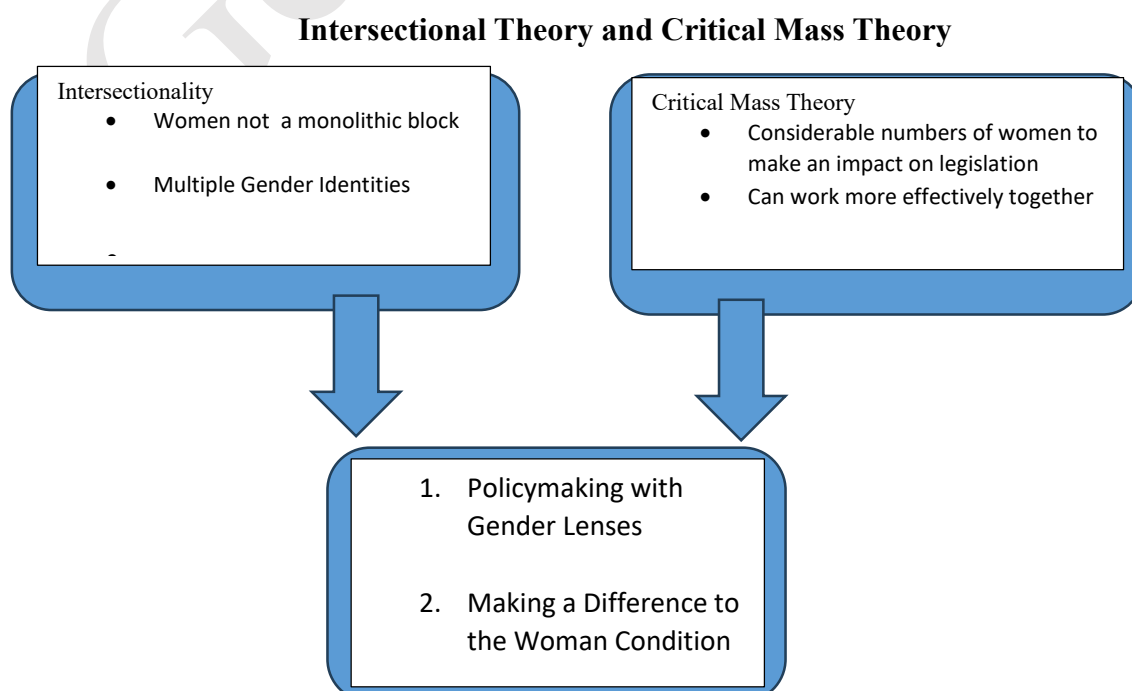 Intersectional Theory and Critical Mass Theory
Intersectionality
• Women not a monolithic block
• Multiple Gender Identities
•
Critical Mass Theory
• Considerable numbers of women to
make an impact on legislation
• Can work more effectively together
1. Policymaking with
Gender Lenses
2. Making a Difference to
the Woman Condition